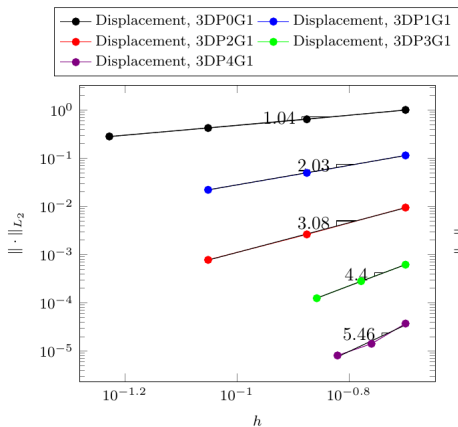 Displacement, 3DP0G1 Displacement, 3DP1G1
Displacement, 3DP2G1 Displacement, 3DP3G1
Displacement, 3DP4G1
10^0
1.04
10^-1
2.03
10^-2
3.08
10^-3
4.4
10^-4
5.46
10^-5
‖ · ‖_{L_2}
10^-1.2 10^-1 10^-0.8
h